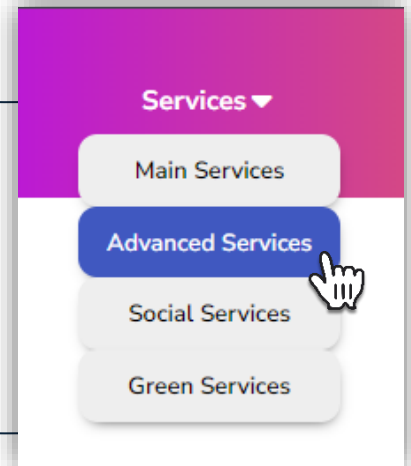 Services
Main Services
Advanced Services
Social Services
Green Services